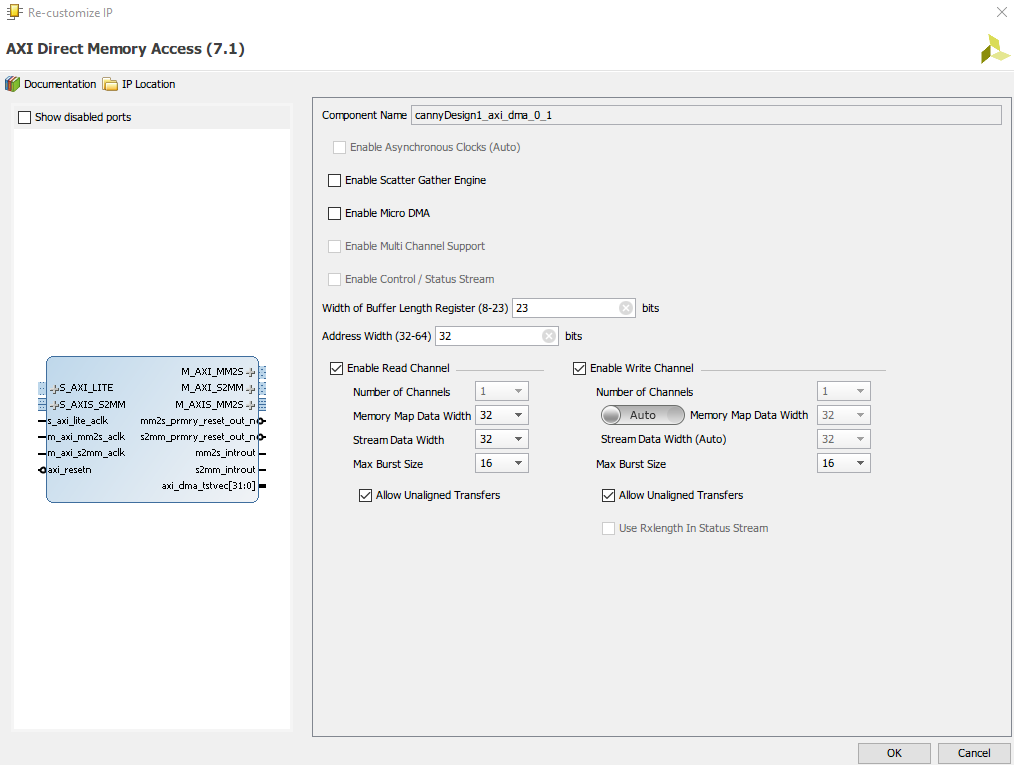 Re-customize IP
AXI Direct Memory Access (7.1)
Documentation IP Location
Show disabled ports
S_AXI_LITE
S_AXIS_S2MM
s_axi_lite_aclk
m_axi_mm2s_aclk
m_axi_s2mm_aclk
axi_resetn
M_AXI_MM2S
M_AXI_S2MM
M_AXIS_MM2S
mm2s_prmry_reset_out_n
s2mm_prmry_reset_out_n
mm2s_introut
s2mm_introut
axi_dma_tstvec[31:0]
Component Name cannyDesign1_axi_dma_0_1
Enable Asynchronous Clocks (Auto)
Enable Scatter Gather Engine
Enable Micro DMA
Enable Multi Channel Support
Enable Control / Status Stream
Width of Buffer Length Register (8-23) 23 bits
Address Width (32-64) 32 bits
Enable Read Channel
Number of Channels 1
Memory Map Data Width 32
Stream Data Width 32
Max Burst Size 16
Allow Unaligned Transfers
Enable Write Channel
Number of Channels 1
Auto Memory Map Data Width 32
Stream Data Width (Auto) 32
Max Burst Size 16
Allow Unaligned Transfers
Use Rxlength In Status Stream
OK Cancel